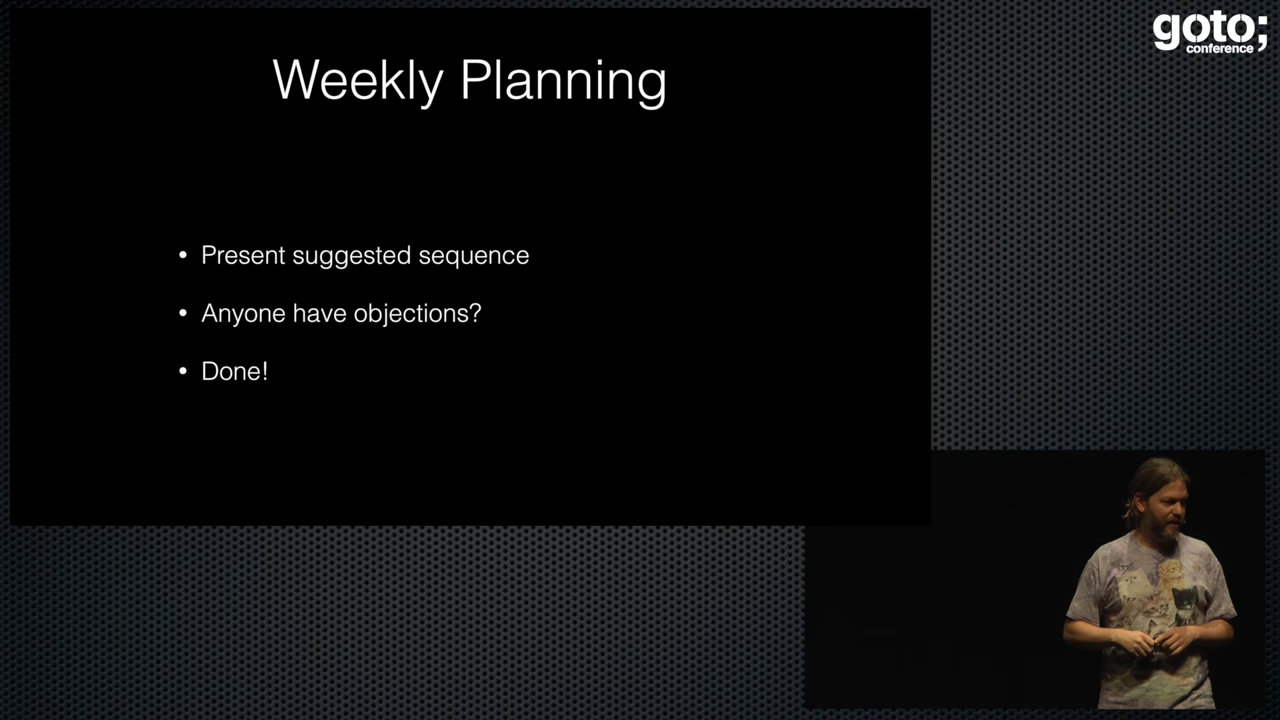 goto;
conference
Weekly Planning
• Present suggested sequence
• Anyone have objections?
• Done!